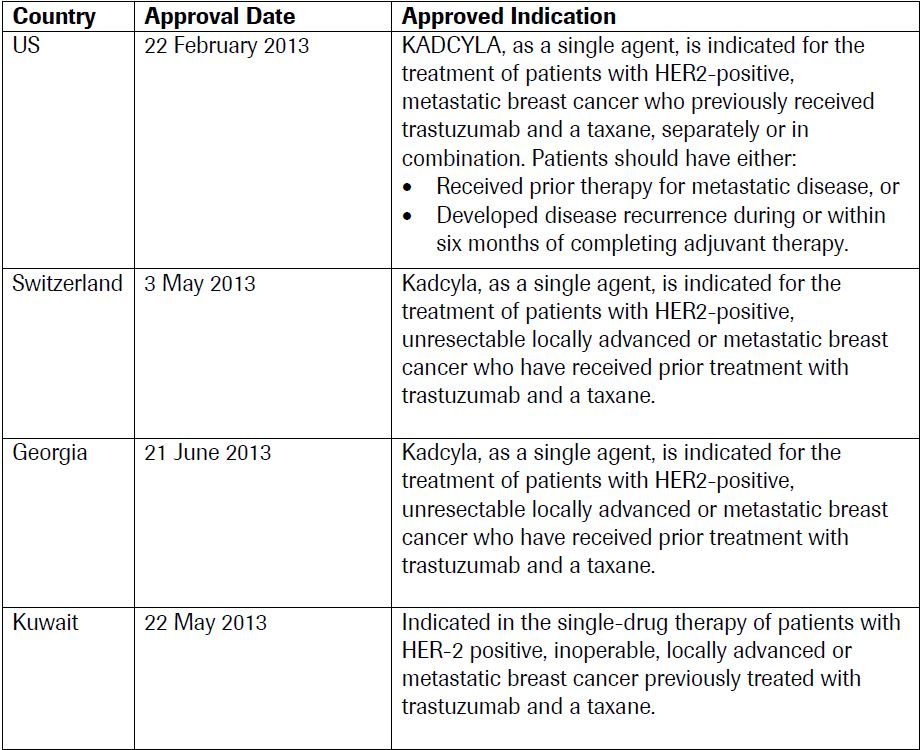 Country Approval Date Approved Indication
US 22 February 2013 KADCYLA, as a single agent, is indicated for the
treatment of patients with HER2-positive,
metastatic breast cancer who previously received
trastuzumab and a taxane, separately or in
combination. Patients should have either:
• Received prior therapy for metastatic disease, or
• Developed disease recurrence during or within
six months of completing adjuvant therapy.
Switzerland 3 May 2013 Kadcyla, as a single agent, is indicated for the
treatment of patients with HER2-positive,
unresectable locally advanced or metastatic breast
cancer who have received prior treatment with
trastuzumab and a taxane.
Georgia 21 June 2013 Kadcyla, as a single agent, is indicated for the
treatment of patients with HER2-positive,
unresectable locally advanced or metastatic breast
cancer who have received prior treatment with
trastuzumab and a taxane.
Kuwait 22 May 2013 Indicated in the single-drug therapy of patients with
HER-2 positive, inoperable, locally advanced or
metastatic breast cancer previously treated with
trastuzumab and a taxane.